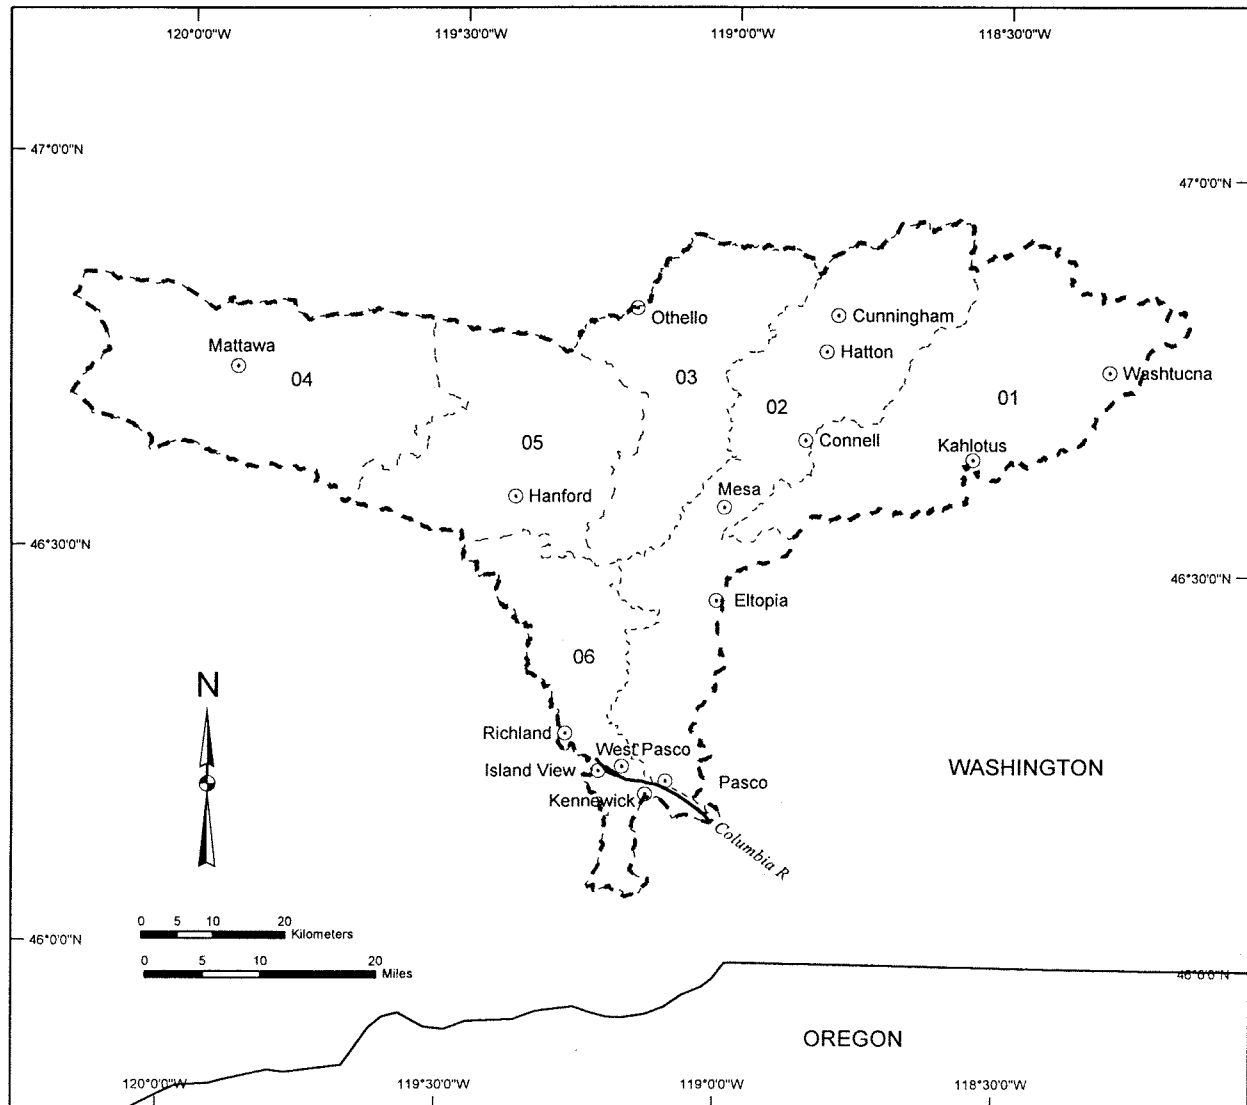 120°0'0"W 119°30'0"W 119°0'0"W 118°30'0"W
47°0'0"N
47°0'0"N
Othello
Cunningham
Mattawa
Hatton
04
03
Washtucna
01
02
05
Connell
Kahlotus
Mesa
Hanford
46°30'0"N
46°30'0"N
Eltopia
06
N
Richland
West Pasco
Island View
WASHINGTON
Pasco
Kennewick
Columbia R
0 5 10 20
Kilometers
46°0'0"N
0 5 10 20
Miles
46°0'0"N
OREGON
120°0'0"W 119°30'0"W 119°0'0"W 118°30'0"W